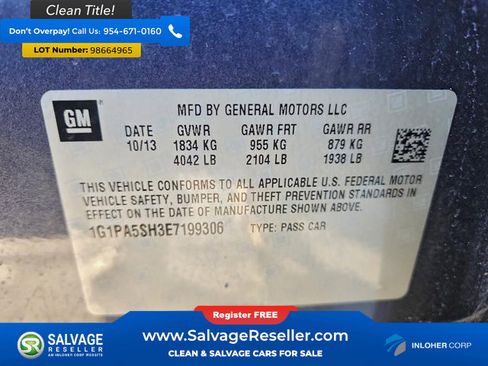 Clean Title!
Don't Overpay! Call Us: 954-671-0160
LOT Number 98664965
GM
MFD BY GENERAL MOTORS LLC
DATE GVWR GAWR FRT GAWR RR
10/13 1834 KG 955 KG 879 KG
4042 LB 2104 LB 1938 LB
THIS VEHICLE CONFORMS TO ALL APPLICABLE U.S. FEDERAL MOTOR
VEHICLE SAFETY, BUMPER, AND THEFT PREVENTION STANDARDS IN
EFFECT ON THE DATE OF MANUFACTURE SHOWN ABOVE.
1G1PA5SH3E7199306 TYPE: PASS CAR
Register FREE
SALVAGE
RESELLER
AN INLOHER CORP WEBSITE
www.SalvageReseller.com
CLEAN & SALVAGE CARS FOR SALE
INLOHER CORP